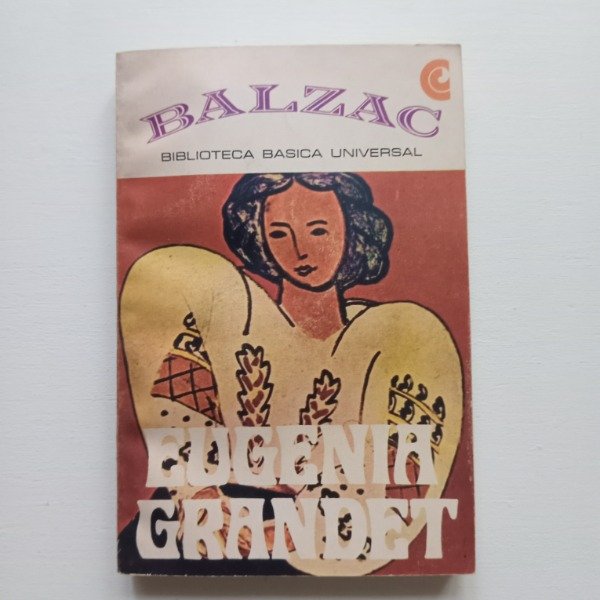 BALZAC
BIBLIOTECA BASICA UNIVERSAL
EUGENIA
GRANDET